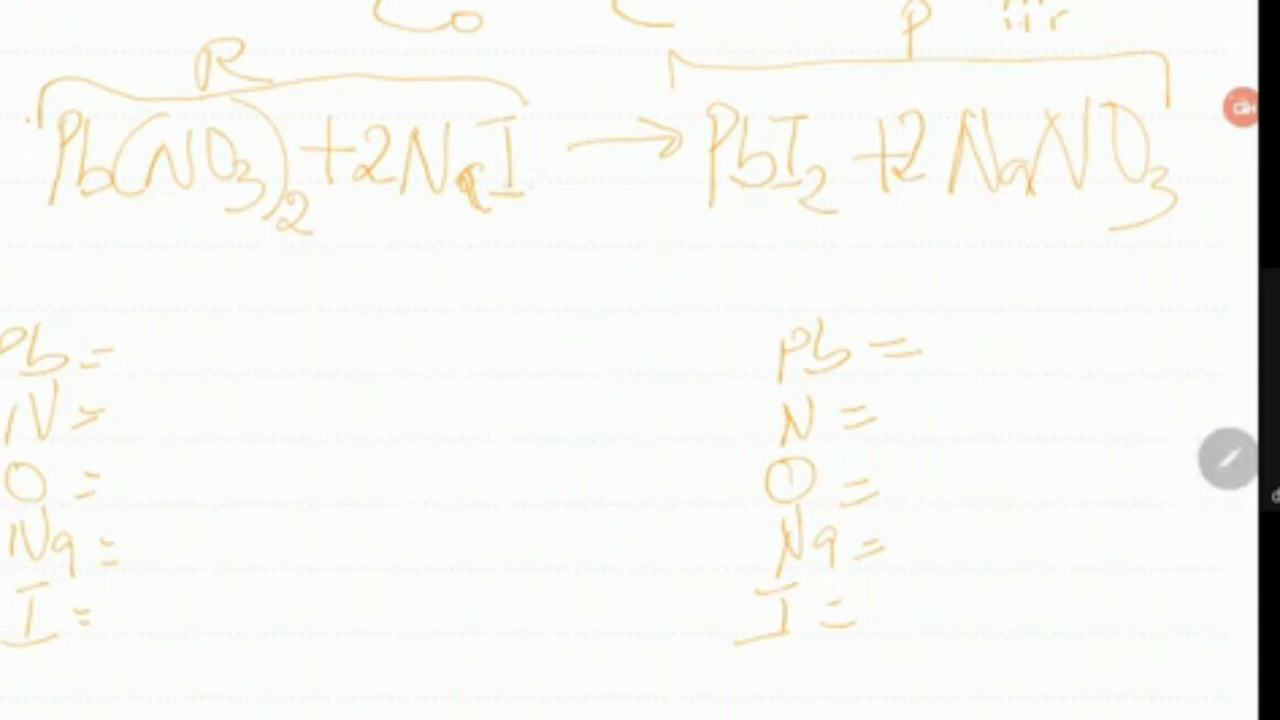 R P
Pb(NO3)2 + 2NaI → PbI2 + 2NaNO3
Pb = Pb =
N = N =
O = O =
Na = Na =
I = I =